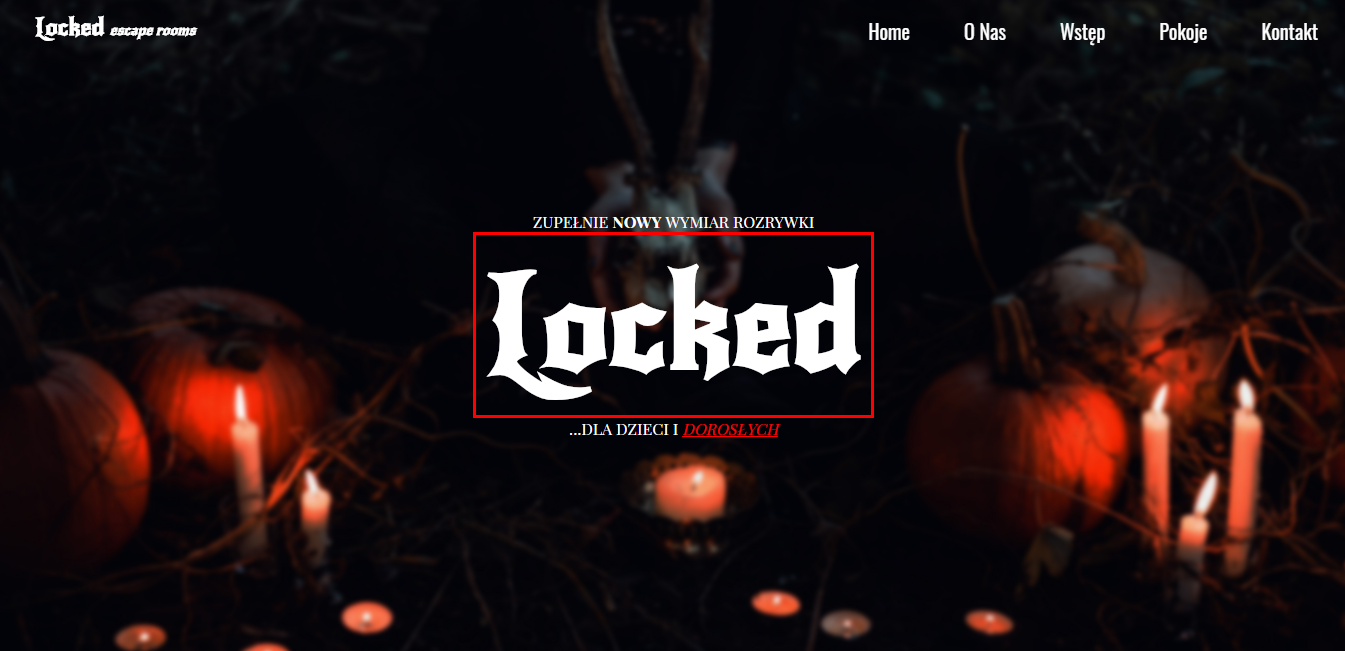 Locked escape rooms
Home O Nas Wstęp Pokoje Kontakt
ZUPEŁNIE NOWY WYMIAR ROZRYWKI
Locked
...DLA DZIECI I DOROSŁYCH